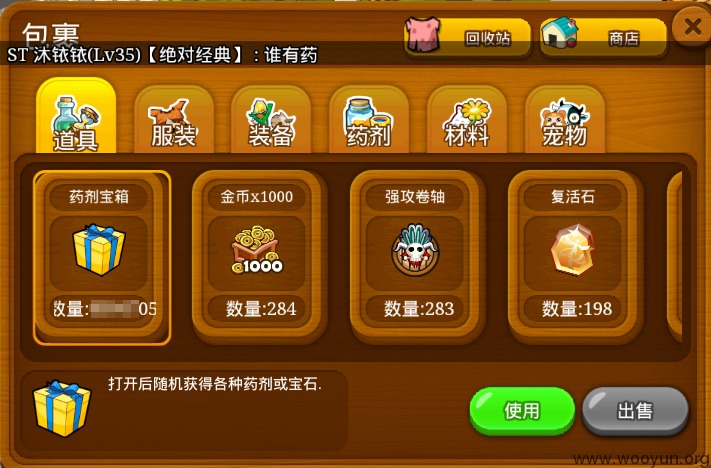 包裹
回收站
商店
ST 沐铱铱(Lv35)【绝对经典】: 谁有药
道具
服装
装备
药剂
材料
宠物
药剂宝箱
金币x1000
强攻卷轴
复活石
1000
数量: 05
数量:284
数量:283
数量:198
打开后随机获得各种药剂或宝石.
使用
出售
www.wooyun.org